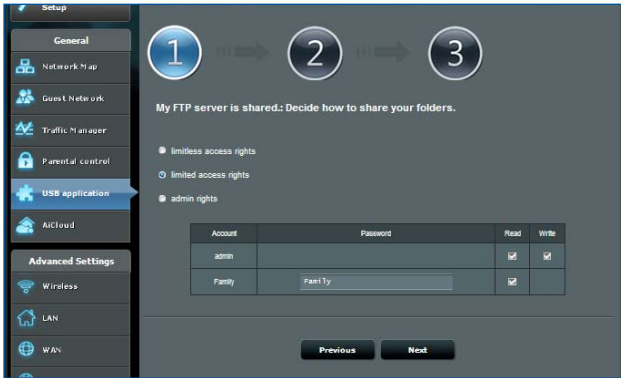 Setup
General
Network Map
Guest Network
Traffic Manager
Parental control
USB application
AiCloud
Advanced Settings
Wireless
LAN
WAN
1
2
3
My FTP server is shared.: Decide how to share your folders.
limitless access rights
limited access rights
admin rights
Account Password Read Write
admin
Family Family
Previous Next